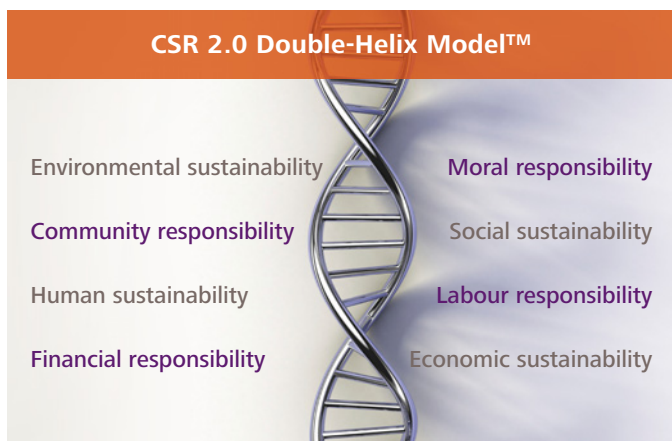 CSR 2.0 Double-Helix Model™
Environmental sustainability
Moral responsibility
Community responsibility
Social sustainability
Human sustainability
Labour responsibility
Financial responsibility
Economic sustainability